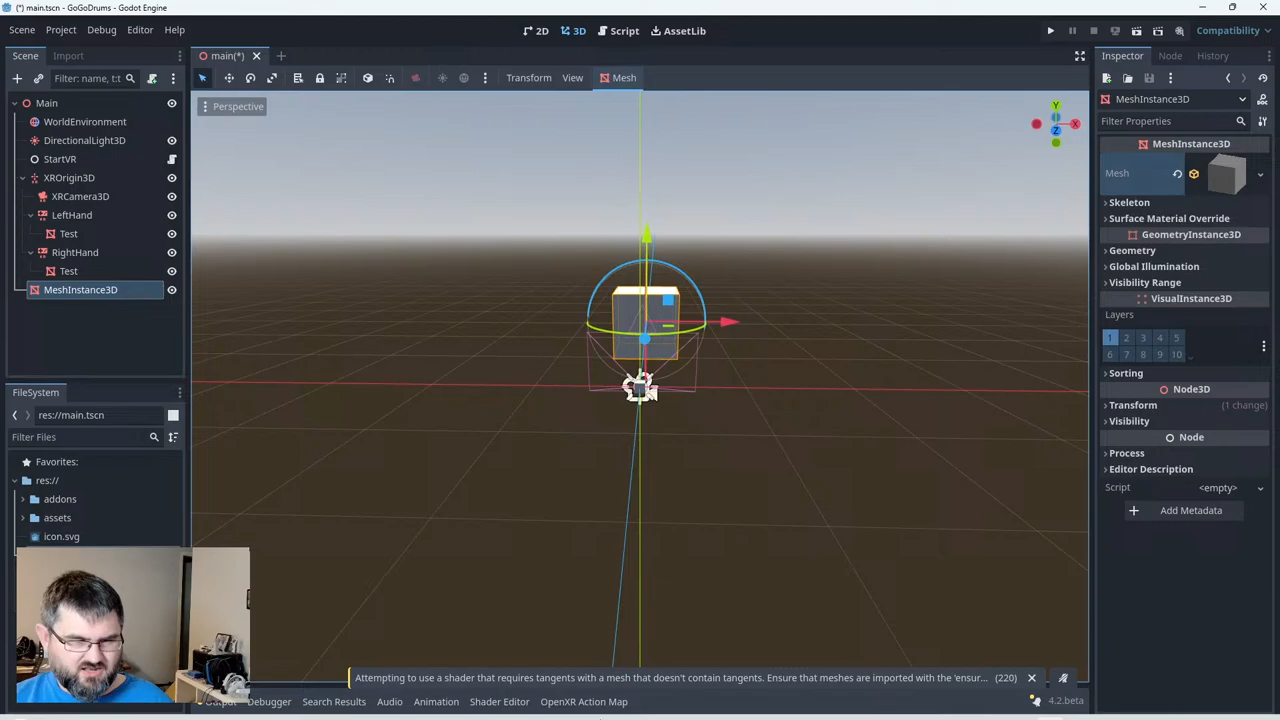 (*) main.tscn - GoGoDrums - Godot Engine
Scene Project Debug Editor Help
2D 3D Script AssetLib
Compatibility
Scene Import
main(*)
Inspector Node History
Filter: name, t:t
Transform View Mesh
Perspective
Y
X
Z
Main
WorldEnvironment
DirectionalLight3D
StartVR
XROrigin3D
XRCamera3D
LeftHand
Test
RightHand
Test
MeshInstance3D
FileSystem
res://main.tscn
Filter Files
Favorites:
res://
addons
assets
icon.svg
MeshInstance3D
Filter Properties
MeshInstance3D
Mesh
Skeleton
Surface Material Override
GeometryInstance3D
Geometry
Global Illumination
Visibility Range
VisualInstance3D
Layers
1 2 3 4 5
6 7 8 9 10
Sorting
Node3D
Transform (1 change)
Visibility
Node
Process
Editor Description
Script <empty>
Add Metadata
Attempting to use a shader that requires tangents with a mesh that doesn't contain tangents. Ensure that meshes are imported with the 'ensur... (220)
Output Debugger Search Results Audio Animation Shader Editor OpenXR Action Map
4.2.beta